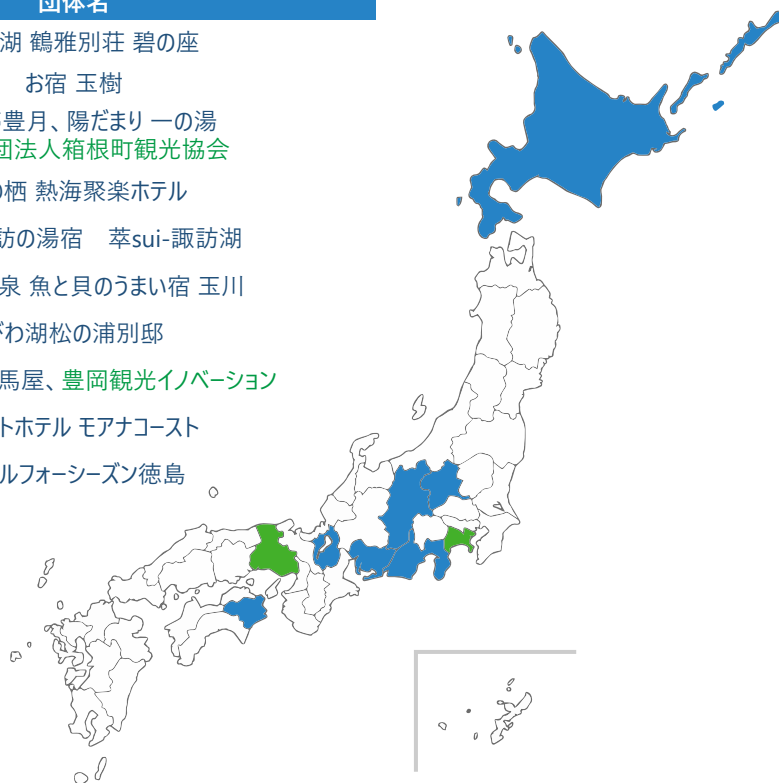 団体名
湖 鶴雅別荘 碧の座
お宿 玉樹
豊月、陽だまり 一の湯
団法人箱根町観光協会
の栖 熱海聚楽ホテル
訪の湯宿　萃sui-諏訪湖
泉 魚と貝のうまい宿 玉川
びわ湖松の浦別邸
馬屋、豊岡観光イノベーション
トホテル モアナコースト
ルフォーシーズン徳島